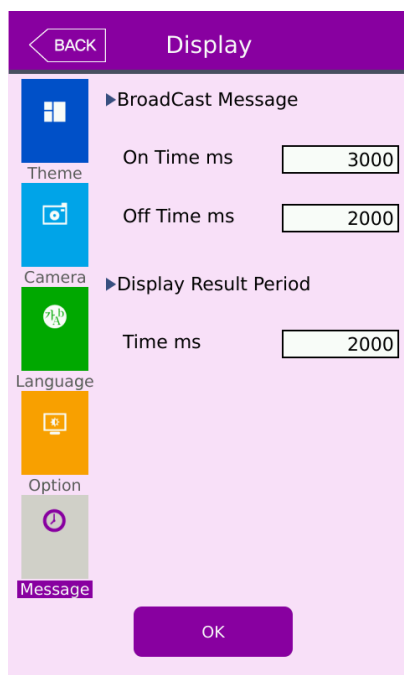 BACK
Display
BroadCast Message
On Time ms
3000
Off Time ms
2000
Display Result Period
Time ms
2000
Theme
Camera
Language
Option
Message
OK